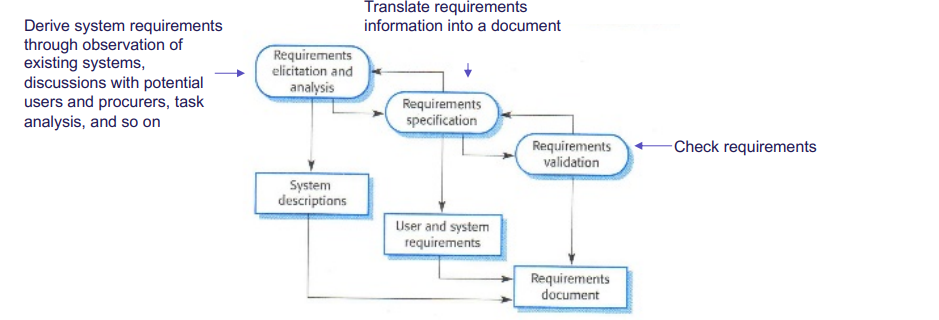 Translate requirements
information into a document
Derive system requirements
through observation of
existing systems,
discussions with potential
users and procurers, task
analysis, and so on
Requirements
elicitation and
analysis
Requirements
specification
Requirements
validation
Check requirements
System
descriptions
User and system
requirements
Requirements
document